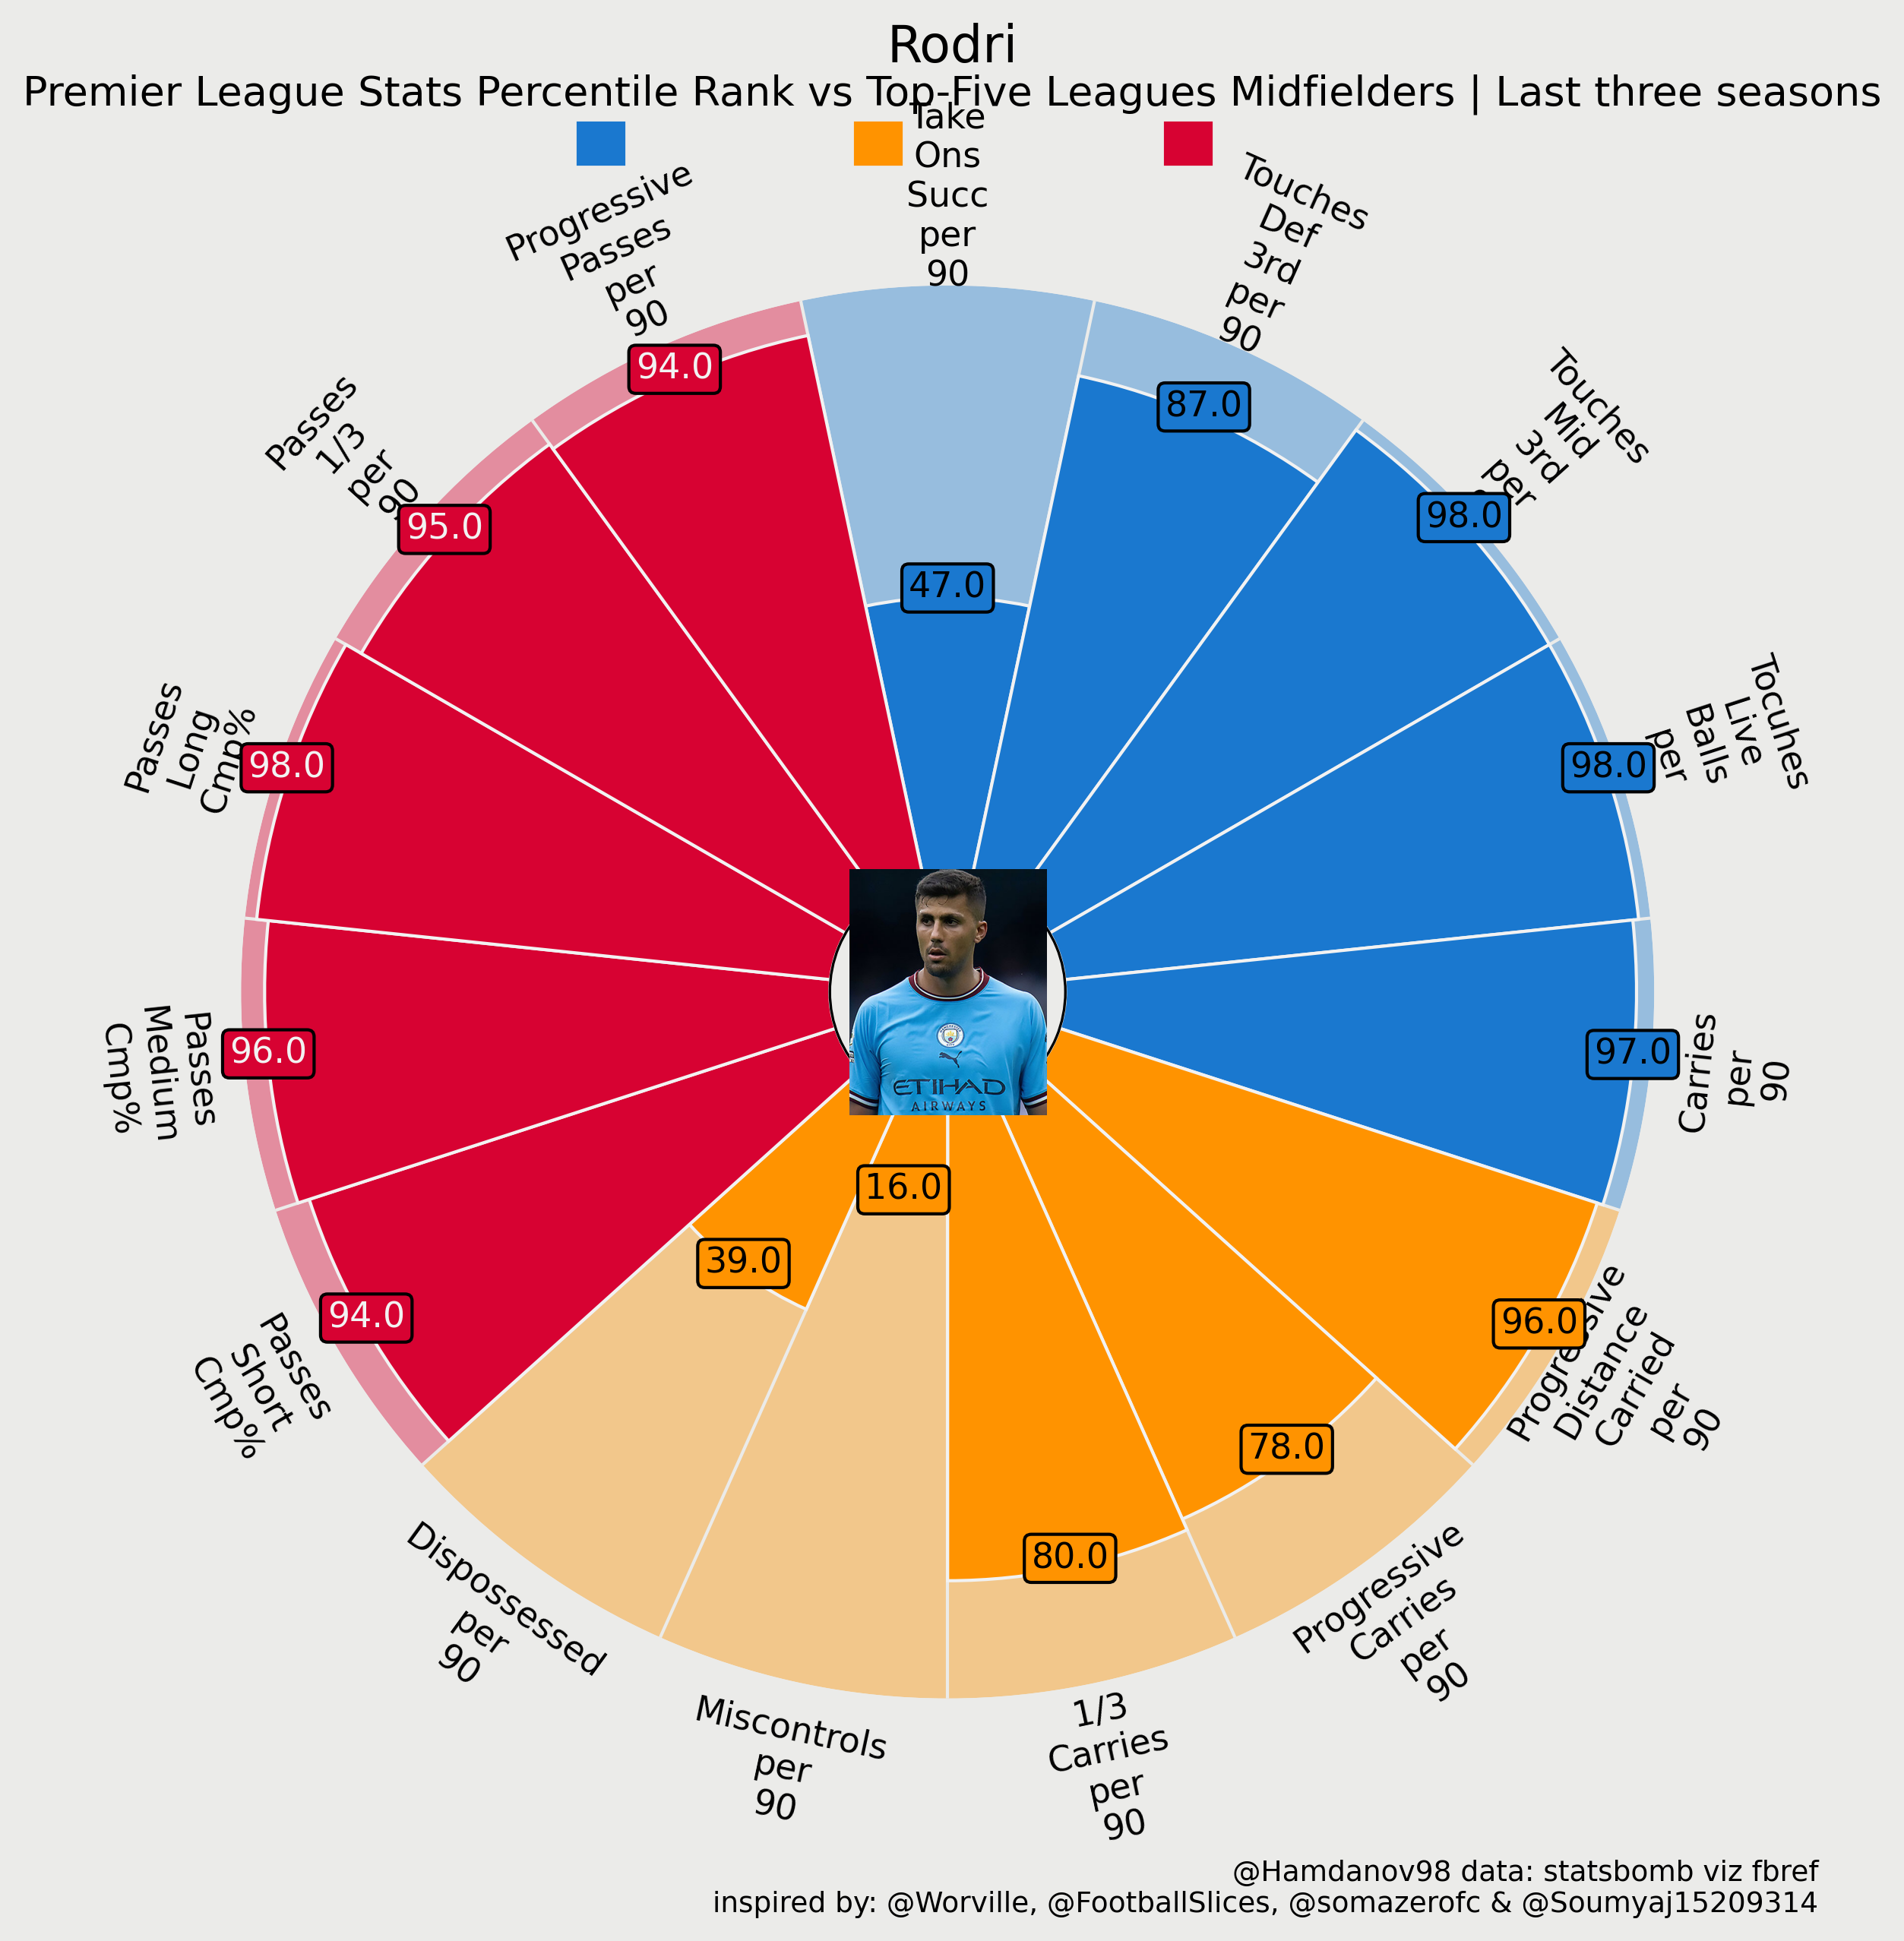 Rodri
Premier League Stats Percentile Rank vs Top-Five Leagues Midfielders | Last three seasons
Take
Ons
Succ
per
90
47.0
Touches
Def
3rd
per
90
87.0
Touches
Mid
3rd
per
98.0
Tocuhes
Live
Balls
per
98.0
Carries
per
90
97.0
Progressive
Distance
Carried
per
90
96.0
Progressive
Carries
per
90
78.0
1/3
Carries
per
90
80.0
Miscontrols
per
90
16.0
Dispossessed
per
90
39.0
Passes
Short
Cmp%
94.0
Passes
Medium
Cmp%
96.0
Passes
Long
Cmp%
98.0
Passes
1/3
per
90
95.0
Progressive
Passes
per
90
94.0
ETIHAD
AIRWAYS
@Hamdanov98 data: statsbomb viz fbref
inspired by: @Worville, @FootballSlices, @somazerofc & @Soumyaj15209314